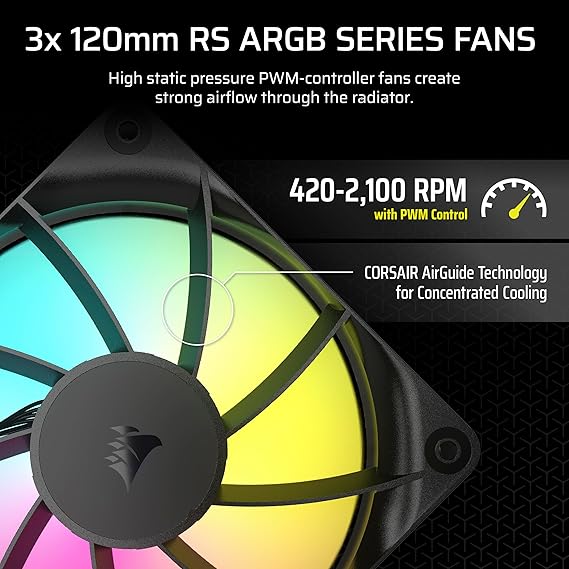 3x 120mm RS ARGB SERIES FANS
High static pressure PWM-controller fans create
strong airflow through the radiator.
420-2,100 RPM
with PWM Control
CORSAIR AirGuide Technology
for Concentrated Cooling